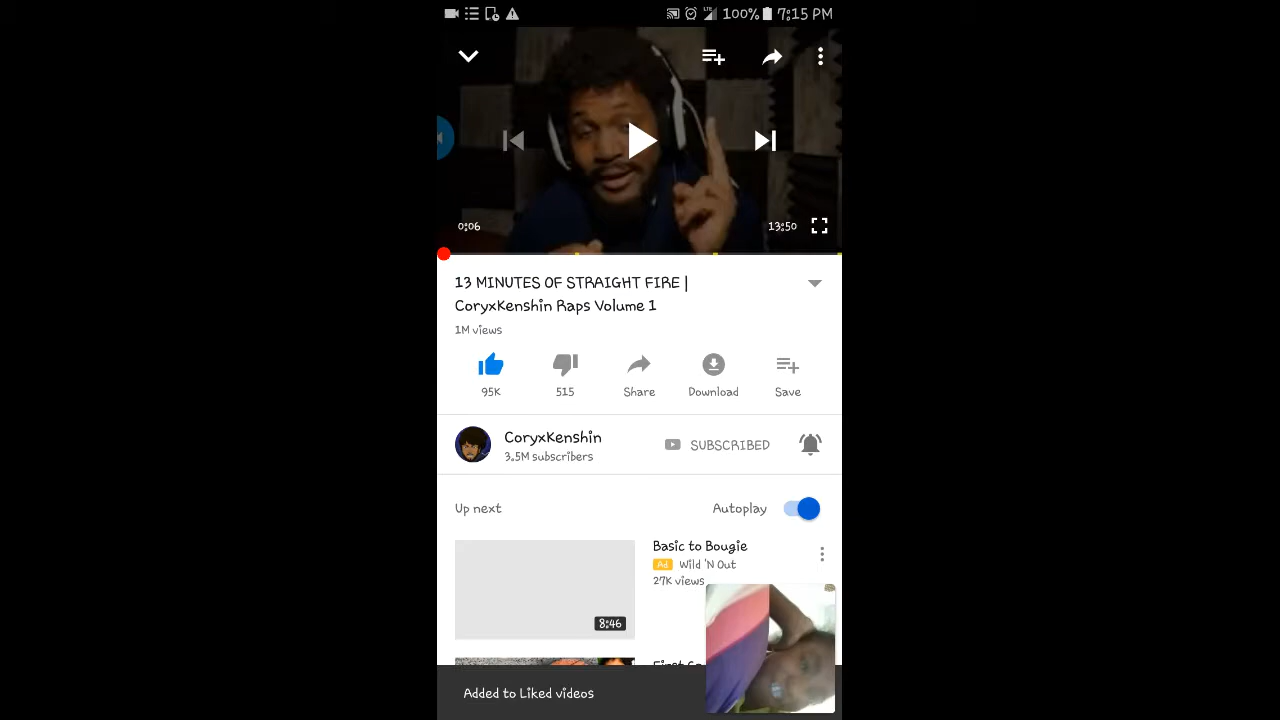 LTE 100% 7:15 PM
0:06
13:50
13 MINUTES OF STRAIGHT FIRE |
CoryxKenshin Raps Volume 1
1M views
95K
515
Share
Download
Save
CoryxKenshin
3.5M subscribers
SUBSCRIBED
Up next
Autoplay
8:46
Basic to Bougie
Ad Wild 'N Out
27K views
Added to Liked videos